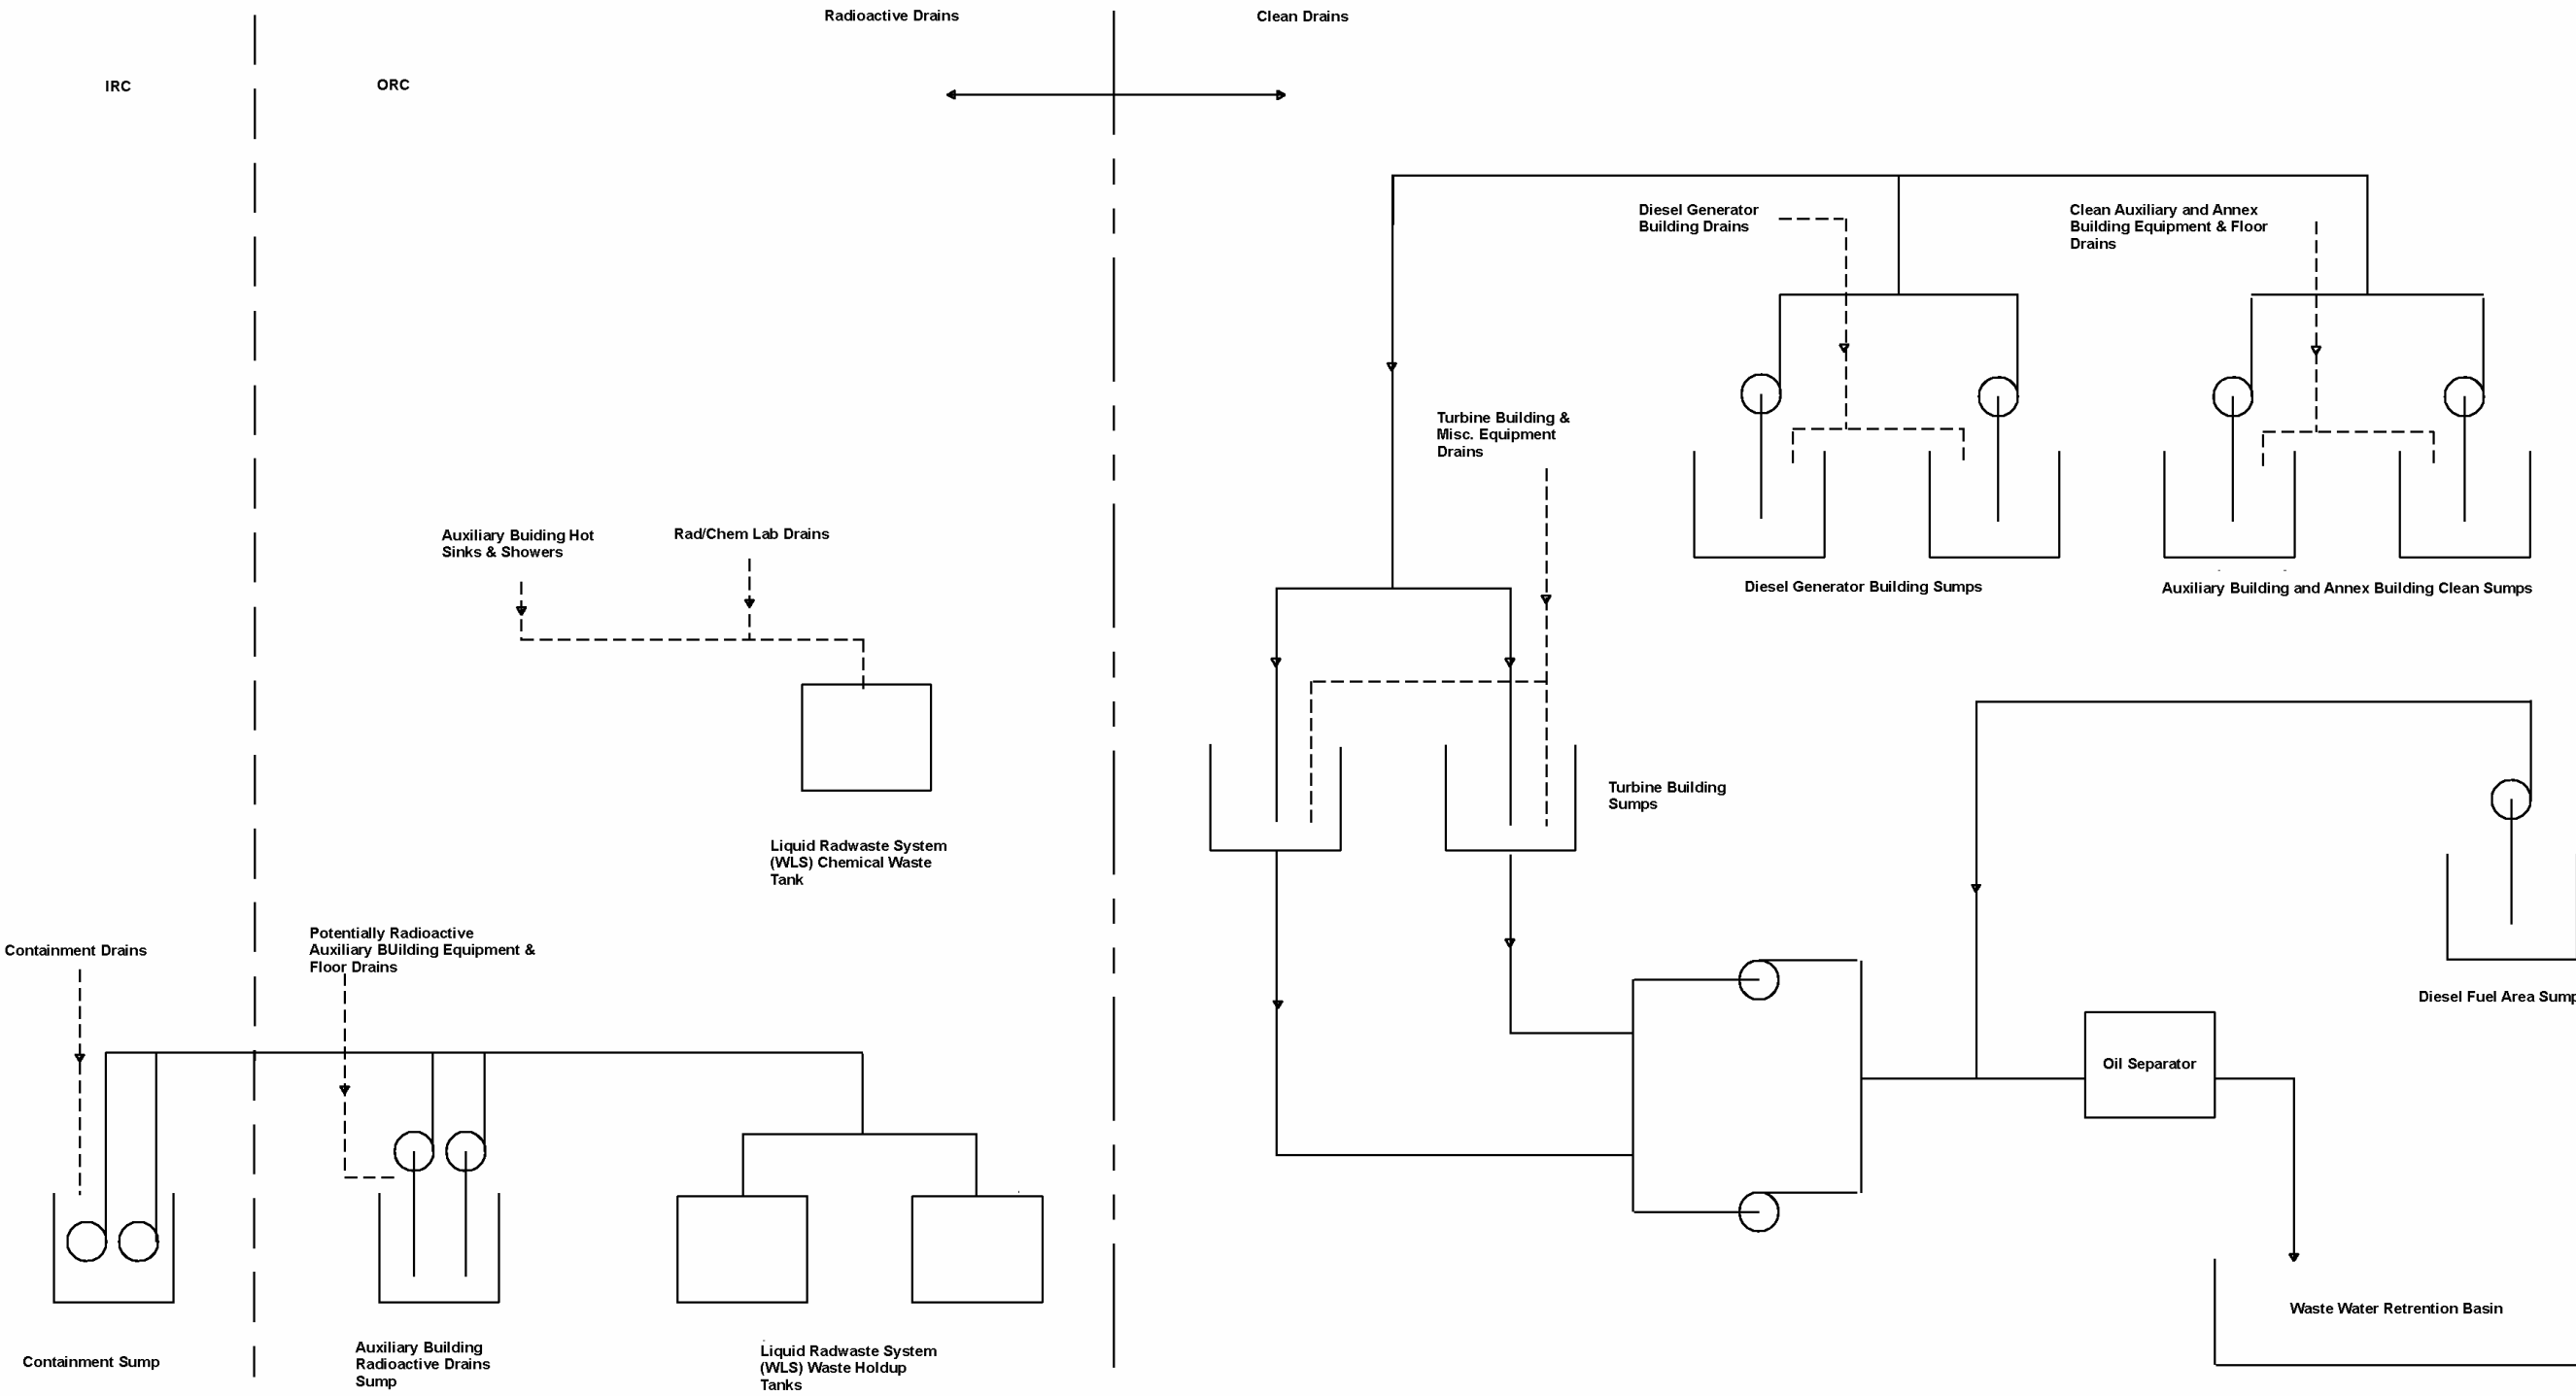 Radioactive Drains
Clean Drains
IRC
ORC
Diesel Generator
Building Drains
Clean Auxiliary and Annex
Building Equipment & Floor
Drains
Turbine Building &
Misc. Equipment
Drains
Auxiliary Buiding Hot
Sinks & Showers
Rad/Chem Lab Drains
Diesel Generator Building Sumps
Auxiliary Building and Annex Building Clean Sumps
Turbine Building
Sumps
Liquid Radwaste System
(WLS) Chemical Waste
Tank
Containment Drains
Potentially Radioactive
Auxiliary BUilding Equipment &
Floor Drains
Diesel Fuel Area Sump
Oil Separator
Waste Water Retrention Basin
Containment Sump
Auxiliary Building
Radioactive Drains
Sump
Liquid Radwaste System
(WLS) Waste Holdup
Tanks